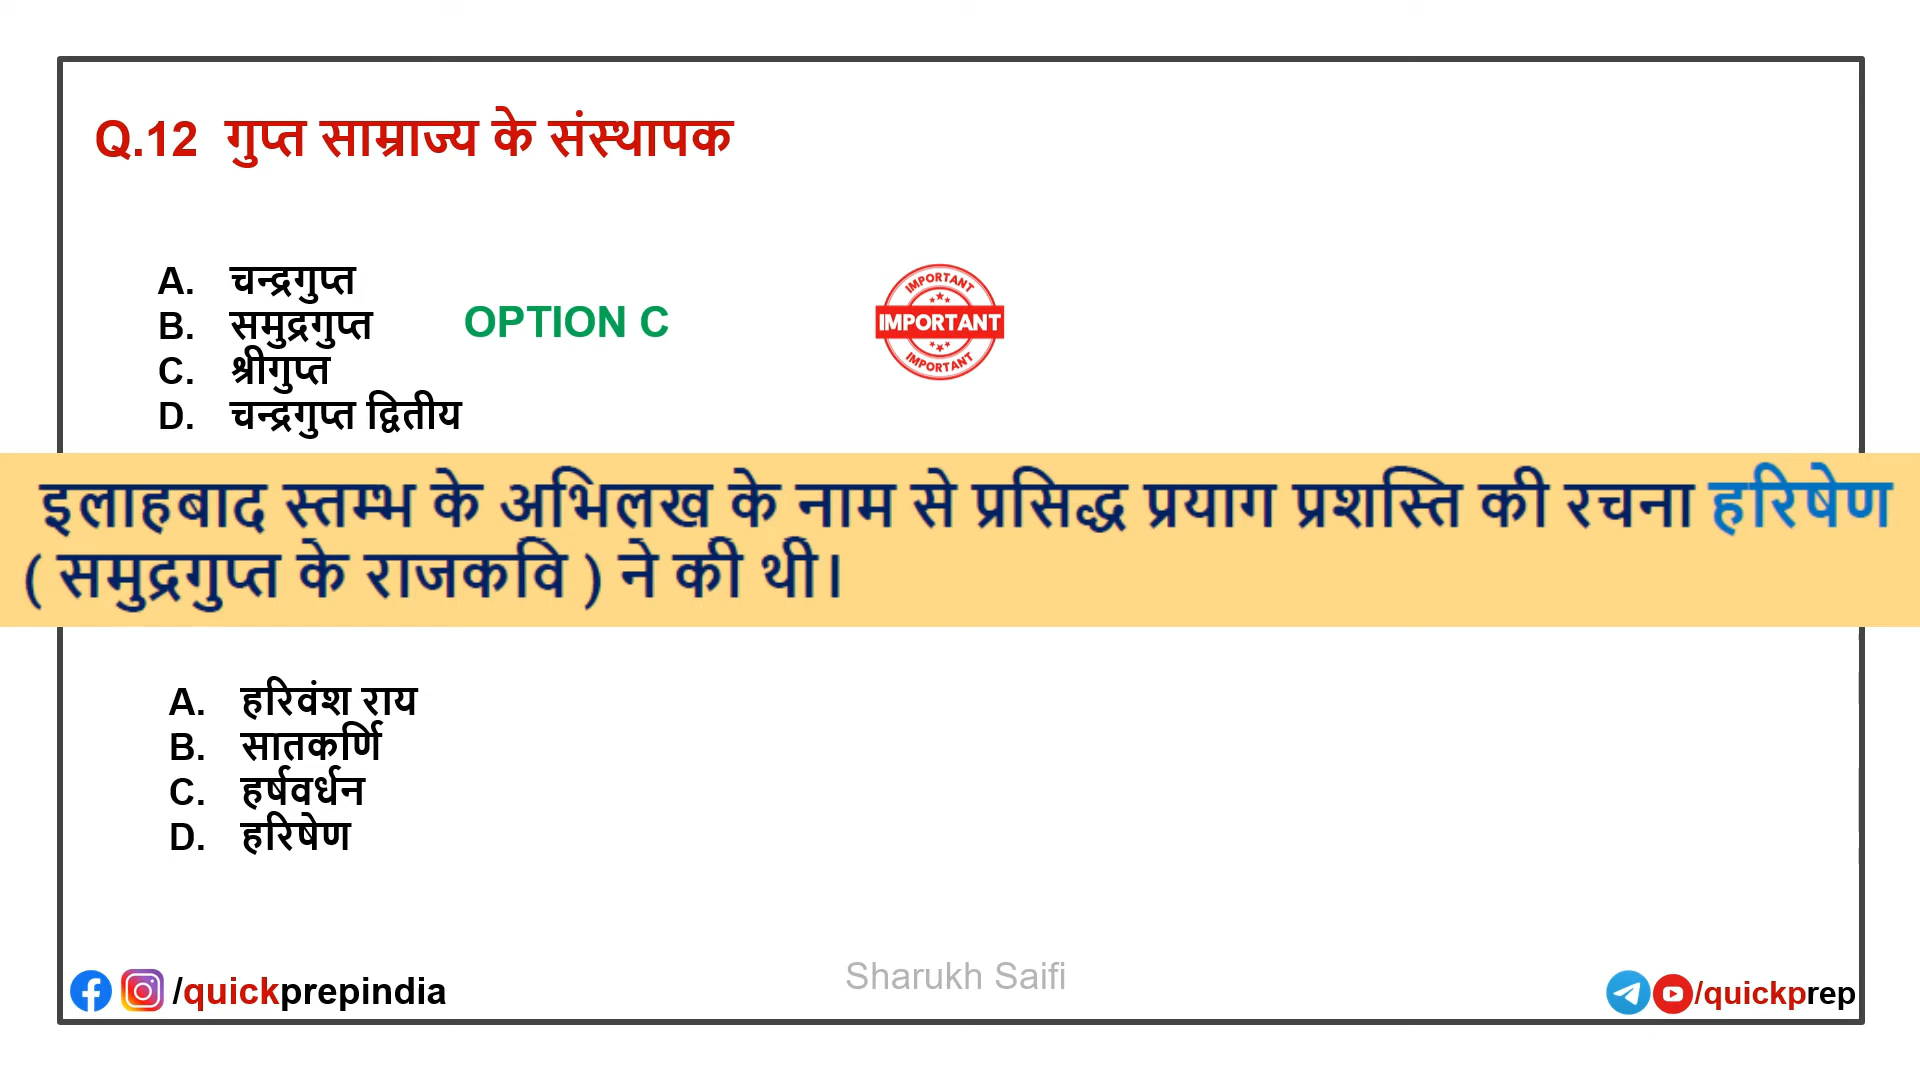 Q.12 गुप्त साम्राज्य के संस्थापक
A. चन्द्रगुप्त
B. समुद्रगुप्त
OPTION C
C. श्रीगुप्त
D. चन्द्रगुप्त द्वितीय
IMPORTANT
IMPORTANT
IMPORTANT
इलाहबाद स्तम्भ के अभिलख के नाम से प्रसिद्ध प्रयाग प्रशस्ति की रचना हरिषेण
( समुद्रगुप्त के राजकवि ) ने की थी।
A. हरिवंश राय
B. सातकर्णि
C. हर्षवर्धन
D. हरिषेण
Sharukh Saifi
/quickprepindia
/quickprep